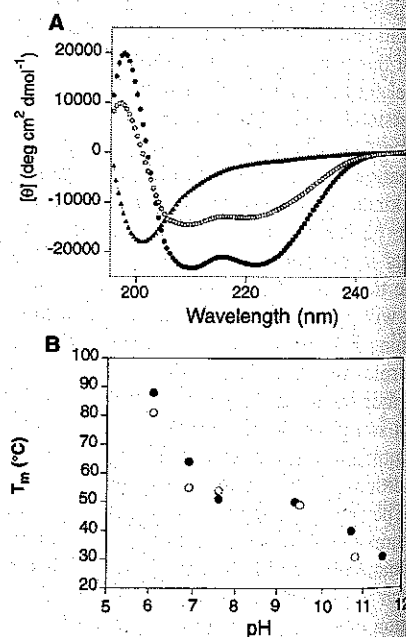 A
20000
10000
0
-10000
-20000
[θ] (deg cm² dmol⁻¹)
200 220 240
Wavelength (nm)
B
100
90
80
70
60
50
40
30
20
Tm (°C)
5 6 7 8 9 10 11 12
pH